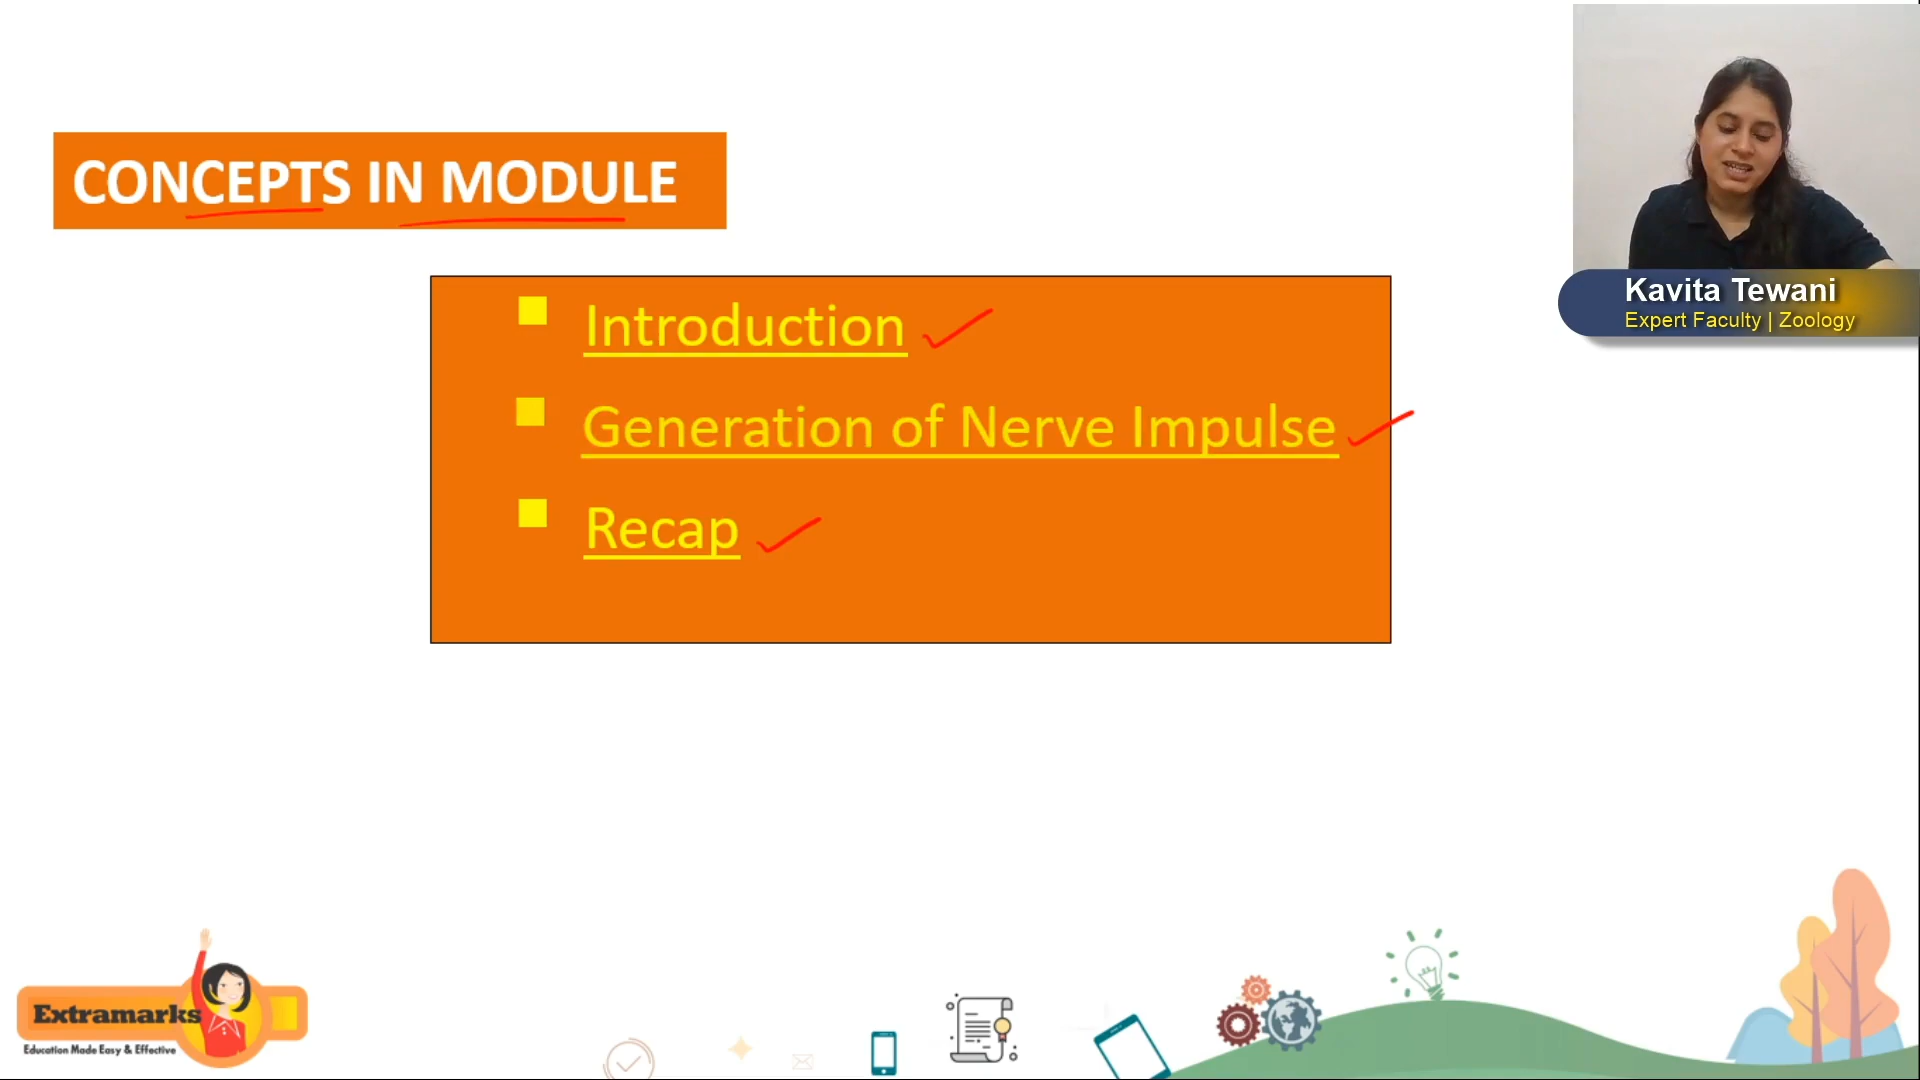 CONCEPTS IN MODULE
Introduction
Generation of Nerve Impulse
Recap
Kavita Tewani
Expert Faculty | Zoology
Extramarks
Education Made Easy & Effective